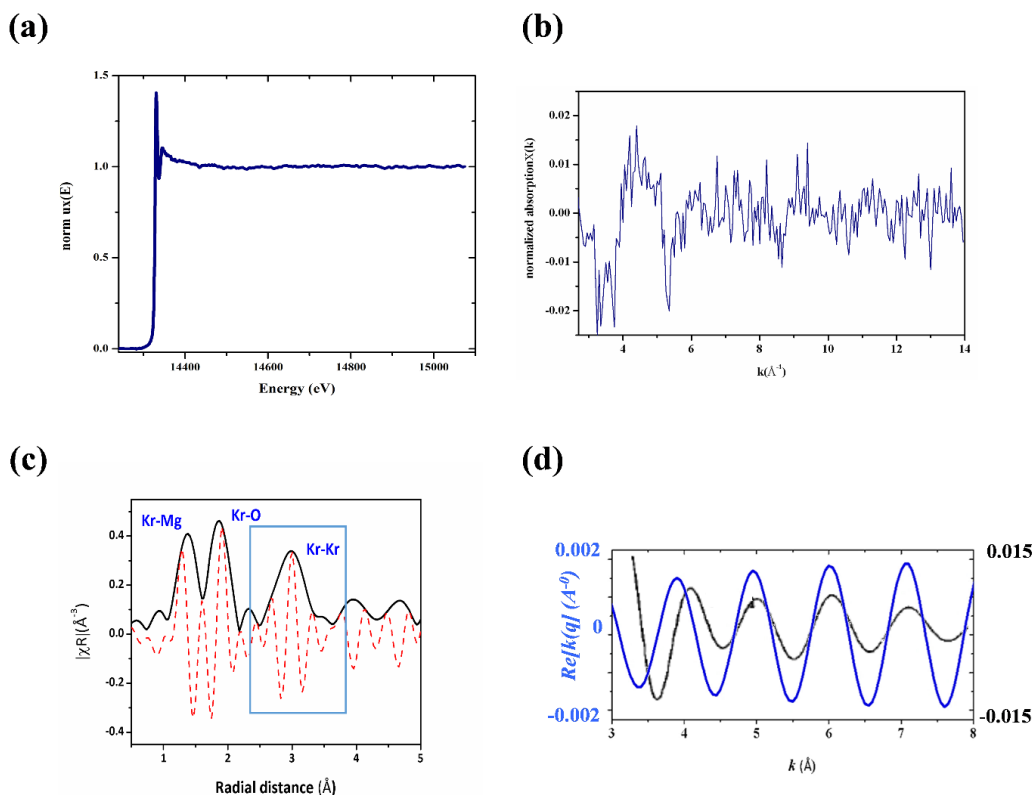 (a)
1.5
1.0
0.5
0.0
norm ux(E)
14400
14600
14800
15000
Energy (eV)
(b)
0.02
0.01
0.00
-0.01
-0.02
normalized absorptionX(k)
4
6
8
10
12
14
k(Å⁻¹)
(c)
Kr-Mg
Kr-O
Kr-Kr
0.4
0.2
0.0
-0.2
-0.4
|χR|(Å⁻³)
1
2
3
4
5
Radial distance (Å)
(d)
0.002
0
-0.002
Re[k(q] (A⁻⁰)
0.015
-0.015
3
4
5
6
7
8
k (Å)